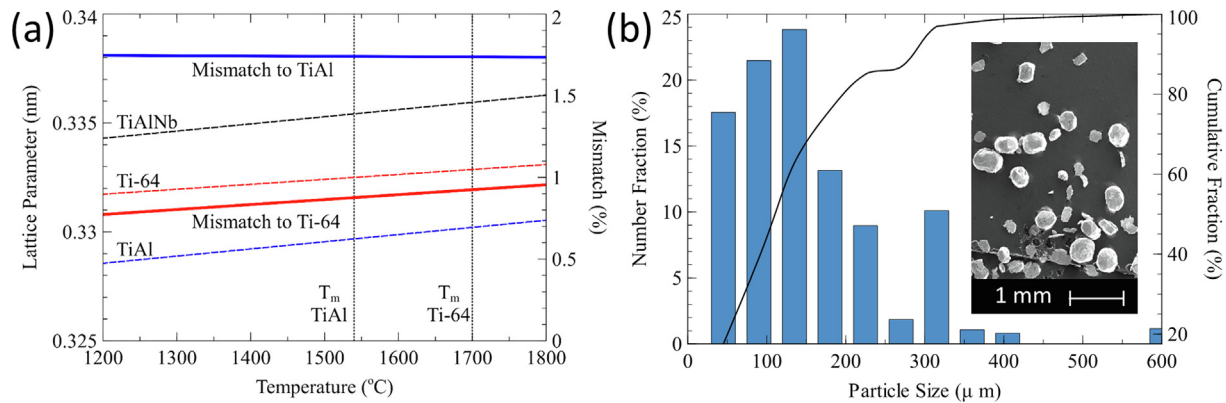 (a)
0.34
0.335
0.33
0.325
Lattice Parameter (nm)
Mismatch to TiAl
TiAlNb
Ti-64
Mismatch to Ti-64
TiAl
Tm
TiAl
Tm
Ti-64
2
1.5
1
0.5
0
Mismatch (%)
1200 1300 1400 1500 1600 1700 1800
Temperature (oC)
(b)
25
20
15
10
5
0
Number Fraction (%)
100
80
60
40
20
Cumulative Fraction (%)
1 mm
0 100 200 300 400 500 600
Particle Size (μ m)